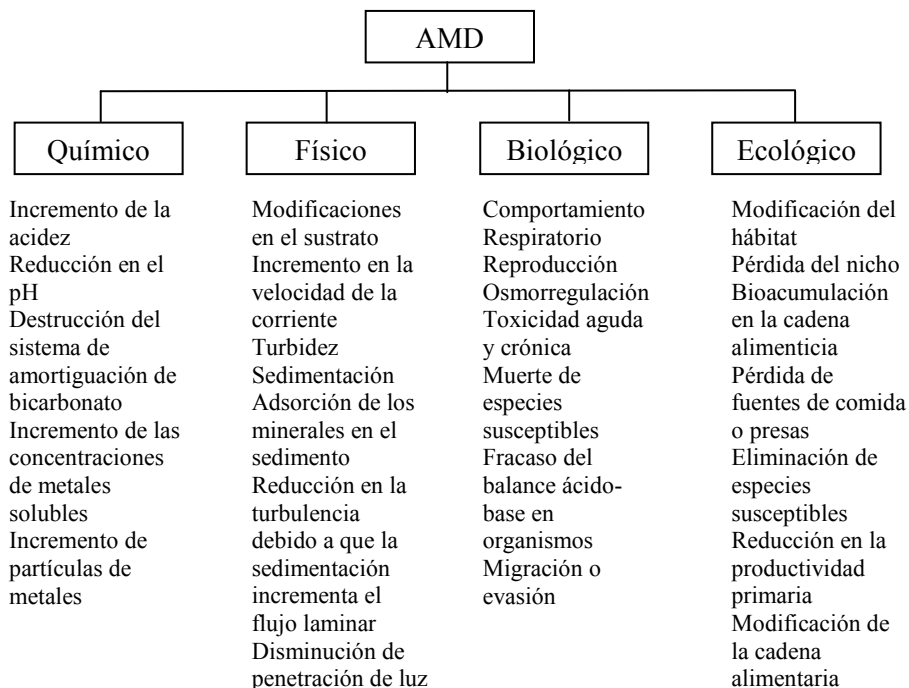 AMD
Químico
Físico
Biológico
Ecológico
Incremento de la
acidez
Reducción en el
pH
Destrucción del
sistema de
amortiguación de
bicarbonato
Incremento de las
concentraciones
de metales
solubles
Incremento de
partículas de
metales
Modificaciones
en el sustrato
Incremento en la
velocidad de la
corriente
Turbidez
Sedimentación
Adsorción de los
minerales en el
sedimento
Reducción en la
turbulencia
debido a que la
sedimentación
incrementa el
flujo laminar
Disminución de
penetración de luz
Comportamiento
Respiratorio
Reproducción
Osmorregulación
Toxicidad aguda
y crónica
Muerte de
especies
susceptibles
Fracaso del
balance ácido-
base en
organismos
Migración o
evasión
Modificación del
hábitat
Pérdida del nicho
Bioacumulación
en la cadena
alimenticia
Pérdida de
fuentes de comida
o presas
Eliminación de
especies
susceptibles
Reducción en la
productividad
primaria
Modificación de
la cadena
alimentaria